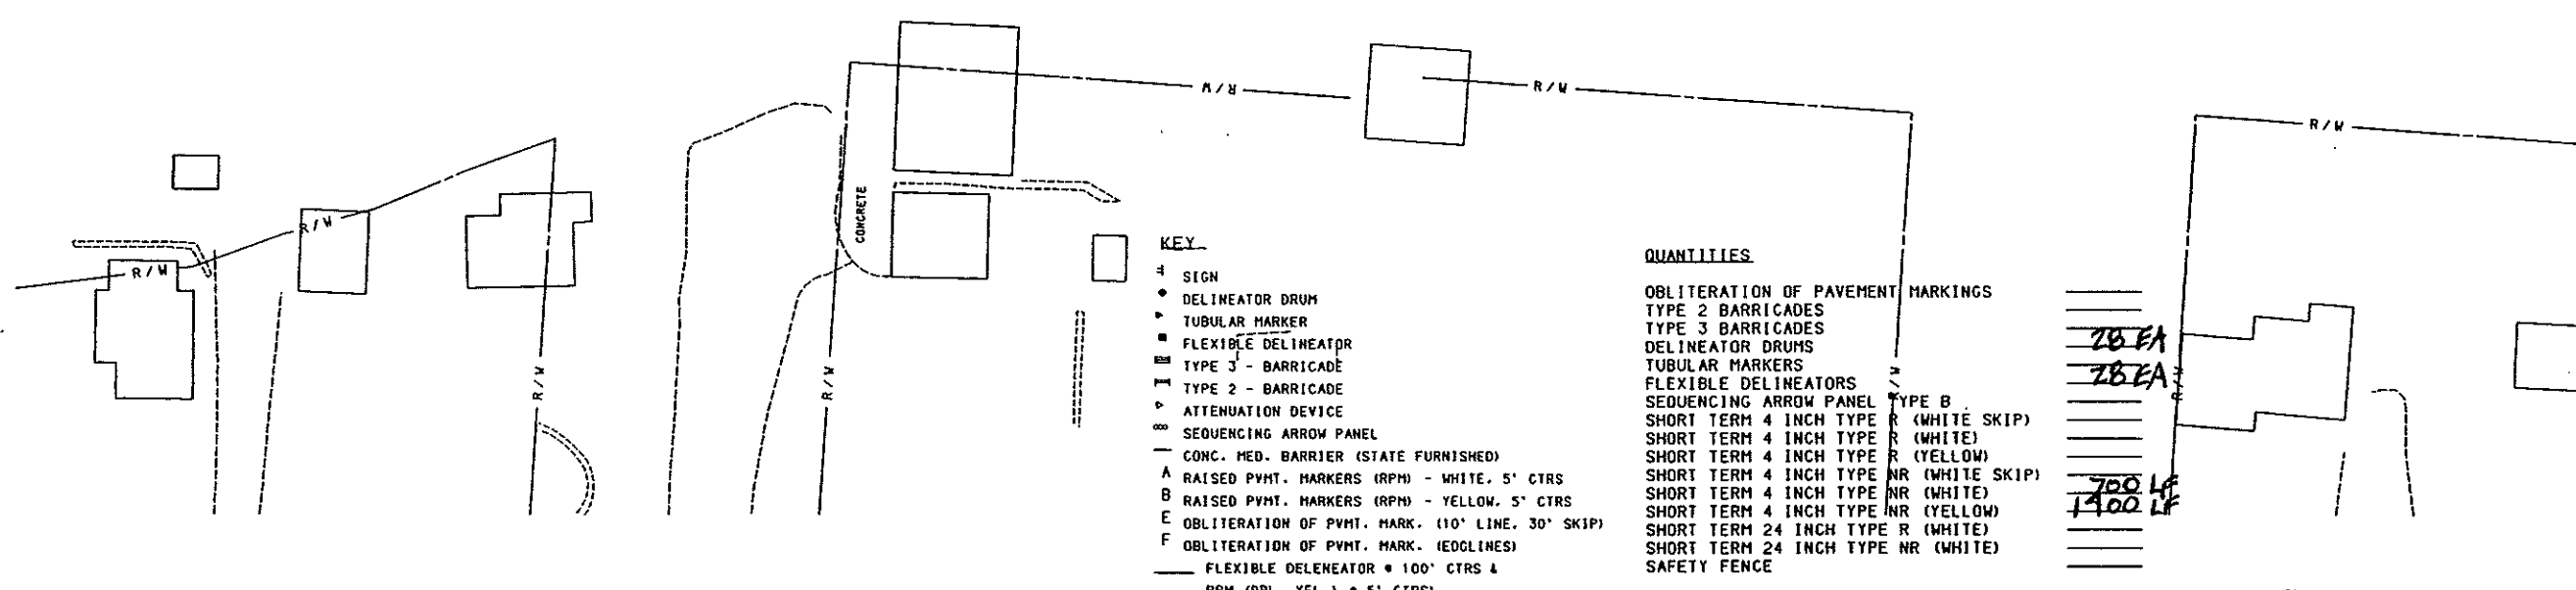 R/W
R/W
R/W
R/W
CONCRETE
R/W
R/W
R/W
R/W
R/W
R/W
KEY
SIGN
DELINEATOR DRUM
TUBULAR MARKER
FLEXIBLE DELINEATOR
TYPE 3 - BARRICADE
TYPE 2 - BARRICADE
ATTENUATION DEVICE
SEQUENCING ARROW PANEL
CONC. MED. BARRIER (STATE FURNISHED)
A RAISED PVMT. MARKERS (RPM) - WHITE, 5' CTRS
B RAISED PVMT. MARKERS (RPM) - YELLOW, 5' CTRS
E OBLITERATION OF PVMT. MARK. (10' LINE, 30' SKIP)
F OBLITERATION OF PVMT. MARK. (EDGLINES)
FLEXIBLE DELENEATOR @ 100' CTRS &
QUANTITIES
OBLITERATION OF PAVEMENT MARKINGS
TYPE 2 BARRICADES
TYPE 3 BARRICADES
DELINEATOR DRUMS 28 EA
TUBULAR MARKERS
FLEXIBLE DELINEATORS 28 EA
SEQUENCING ARROW PANEL TYPE B
SHORT TERM 4 INCH TYPE R (WHITE SKIP)
SHORT TERM 4 INCH TYPE R (WHITE)
SHORT TERM 4 INCH TYPE R (YELLOW)
SHORT TERM 4 INCH TYPE NR (WHITE SKIP)
SHORT TERM 4 INCH TYPE NR (WHITE) 700 LF
SHORT TERM 4 INCH TYPE NR (YELLOW) 1400 LF
SHORT TERM 24 INCH TYPE R (WHITE)
SHORT TERM 24 INCH TYPE NR (WHITE)
SAFETY FENCE